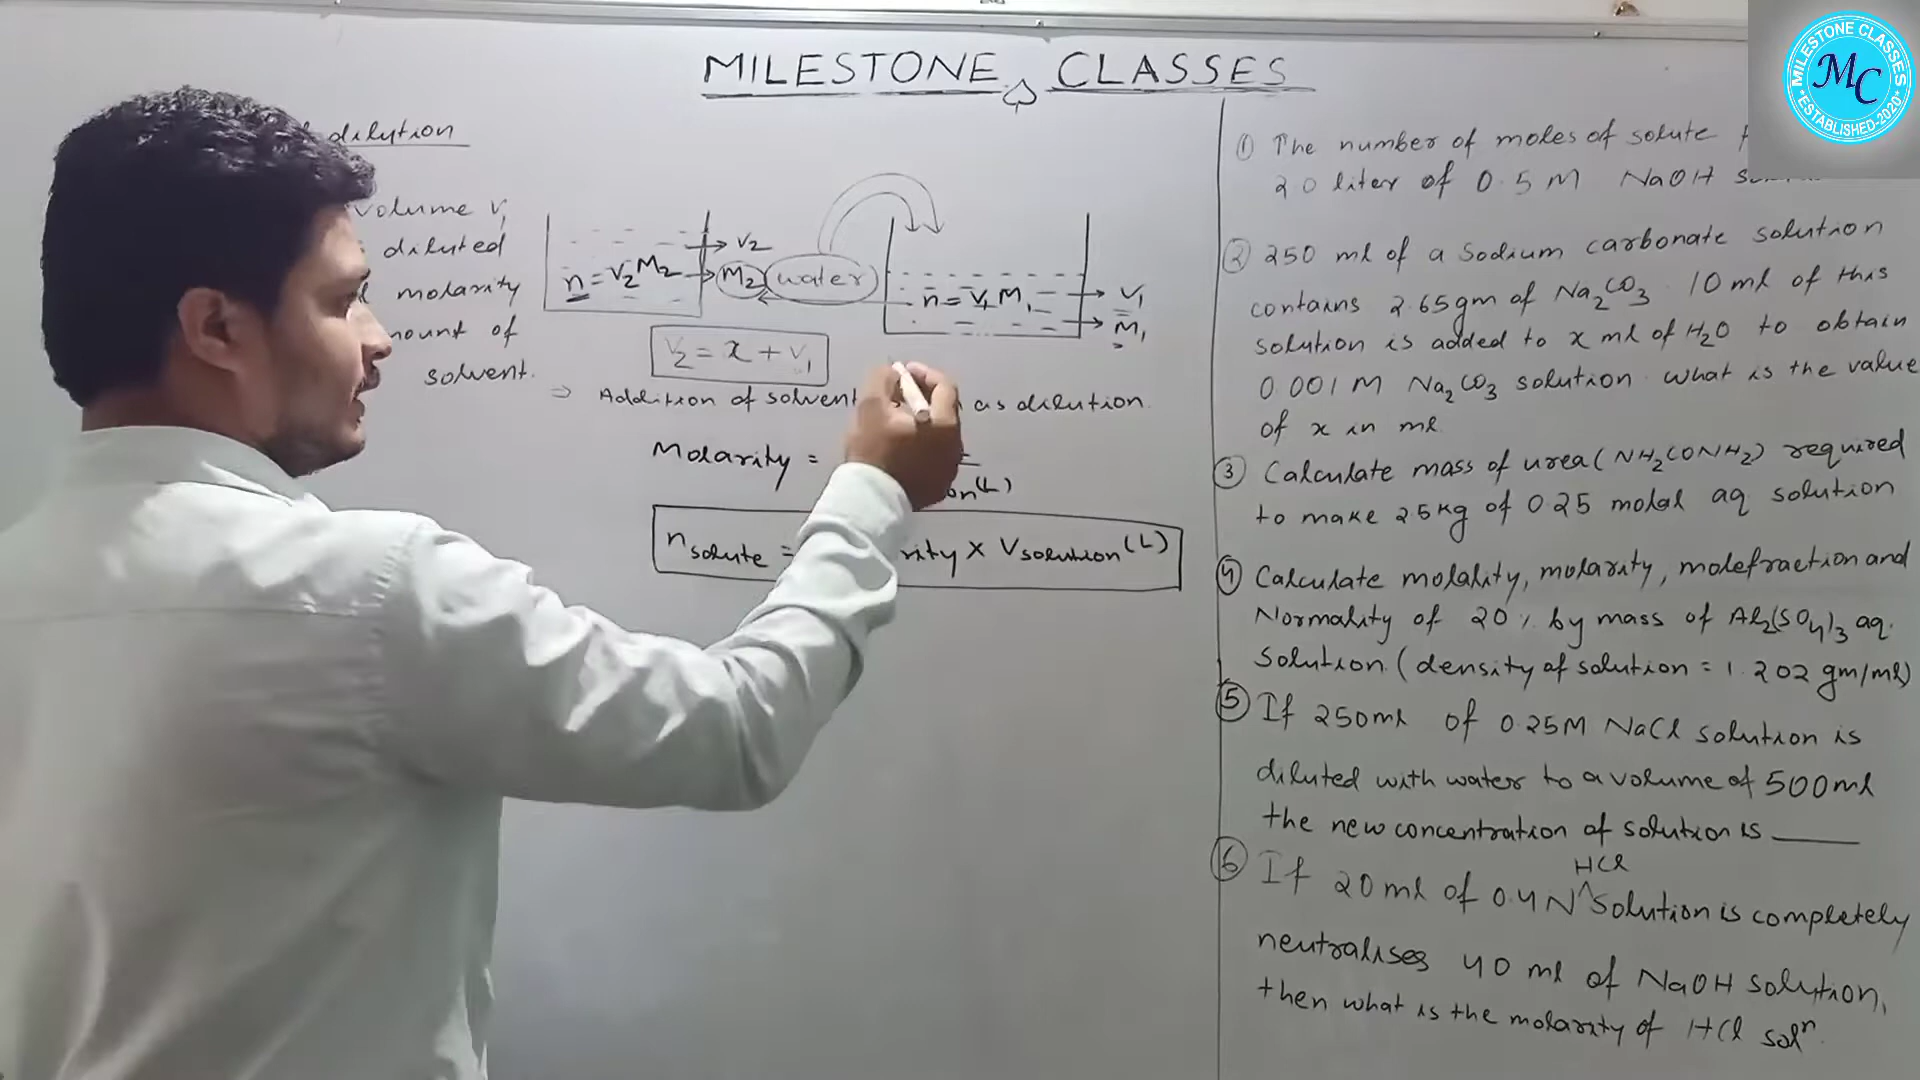 MILESTONE CLASSES
MILESTONE CLASSES
MC
ESTABLISHED-2020
dilution
volume V1
diluted
molarity
amount of
solvent.
V2
n = V2 M2
M2
water
n = V1 M1
V1
M1
V2 = x + V1
⇒ Addition of solvent as dilution.
Molarity =
(L)
n solute = rity × V solution (L)
① The number of moles of solute
2.0 liter of 0.5 M NaOH
② 250 ml of a Sodium carbonate solution
contains 2.65gm of Na2CO3. 10 ml of this
solution is added to x ml of H2O to obtain
0.001 M Na2CO3 solution. What is the value
of x in ml
③ Calculate mass of urea (NH2CONH2) required
to make 25kg of 0.25 molal aq solution
④ Calculate molality, molarity, molefraction and
Normality of 20% by mass of Al2(SO4)3 aq.
Solution (density of solution = 1.202 gm/ml)
⑤ If 250ml of 0.25M NaCl solution is
diluted with water to a volume of 500ml
the new concentration of solution is ____
HCl
⑥ If 20 ml of 0.4 N ^ solution is completely
neutralises 40 ml of NaOH solution,
then what is the molarity of HCl solⁿ.